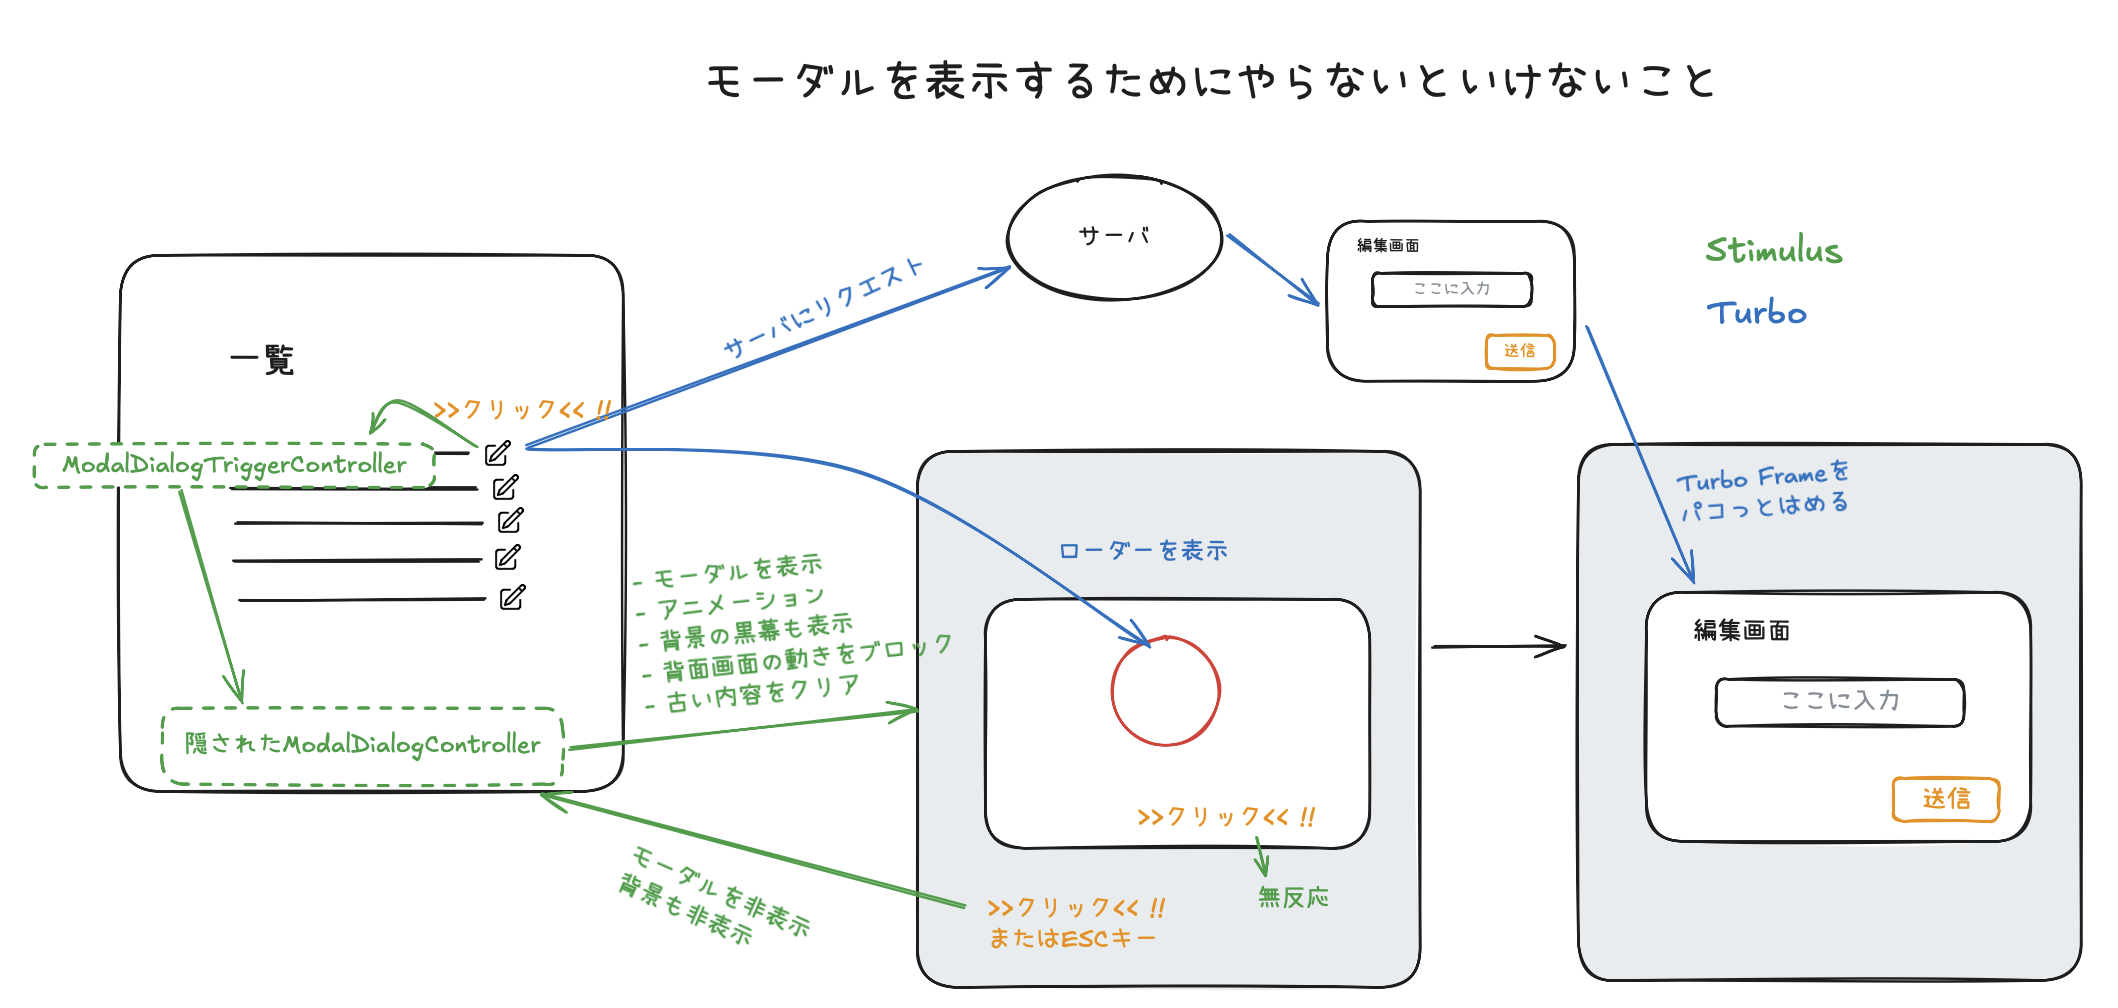 モーダルを表示するためにやらないといけないこと
サーバ
編集画面
ここに入力
送信
Stimulus
Turbo
サーバにリクエスト
一覧
>>クリック<< !!
ModalDialogTriggerController
Turbo Frameを
パコっとはめる
ローダーを表示
- モーダルを表示
- アニメーション
- 背景の黒幕も表示
- 背面画面の動きをブロック
- 古い内容をクリア
編集画面
ここに入力
送信
隠されたModalDialogController
>>クリック<< !!
無反応
モーダルを非表示
背景も非表示
>>クリック<< !!
またはESCキー